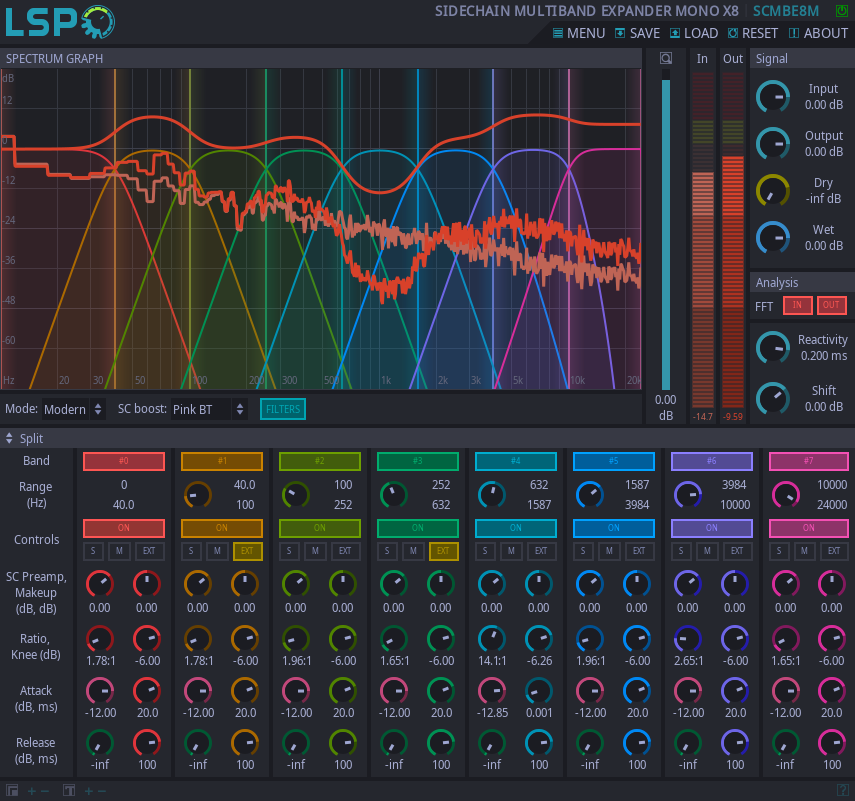 LSP
SIDECHAIN MULTIBAND EXPANDER MONO X8 SCMBE8M
MENU SAVE LOAD RESET ABOUT
SPECTRUM GRAPH
In Out
Signal
dB
12
0
-12
-24
-36
-48
-60
Hz 20 30 50 100 200 300 500 1k 2k 3k 5k 10k 20k
0.00
dB
-14.7 -9.59
Input
0.00 dB
Output
0.00 dB
Dry
-inf dB
Wet
0.00 dB
Analysis
FFT IN OUT
Reactivity
0.200 ms
Shift
0.00 dB
Mode: Modern SC boost: Pink BT FILTERS
Split
Band #0 #1 #2 #3 #4 #5 #6 #7
Range
(Hz)
0 40.0 100 252 632 1587 3984 10000
40.0 100 252 632 1587 3984 10000 24000
Controls
ON ON ON ON ON ON ON ON
S M EXT S M EXT S M EXT S M EXT S M EXT S M EXT S M EXT S M EXT
SC Preamp,
Makeup
(dB, dB)
0.00 0.00 0.00 0.00 0.00 0.00 0.00 0.00 0.00 0.00 0.00 0.00 0.00 0.00 0.00 0.00
Ratio,
Knee (dB)
1.78:1 -6.00 1.78:1 -6.00 1.96:1 -6.00 1.65:1 -6.00 14.1:1 -6.26 1.96:1 -6.00 2.65:1 -6.00 1.65:1 -6.00
Attack
(dB, ms)
-12.00 20.0 -12.00 20.0 -12.00 20.0 -12.00 20.0 -12.85 0.001 -12.00 20.0 -12.00 20.0 -12.00 20.0
Release
(dB, ms)
-inf 100 -inf 100 -inf 100 -inf 100 -inf 100 -inf 100 -inf 100 -inf 100